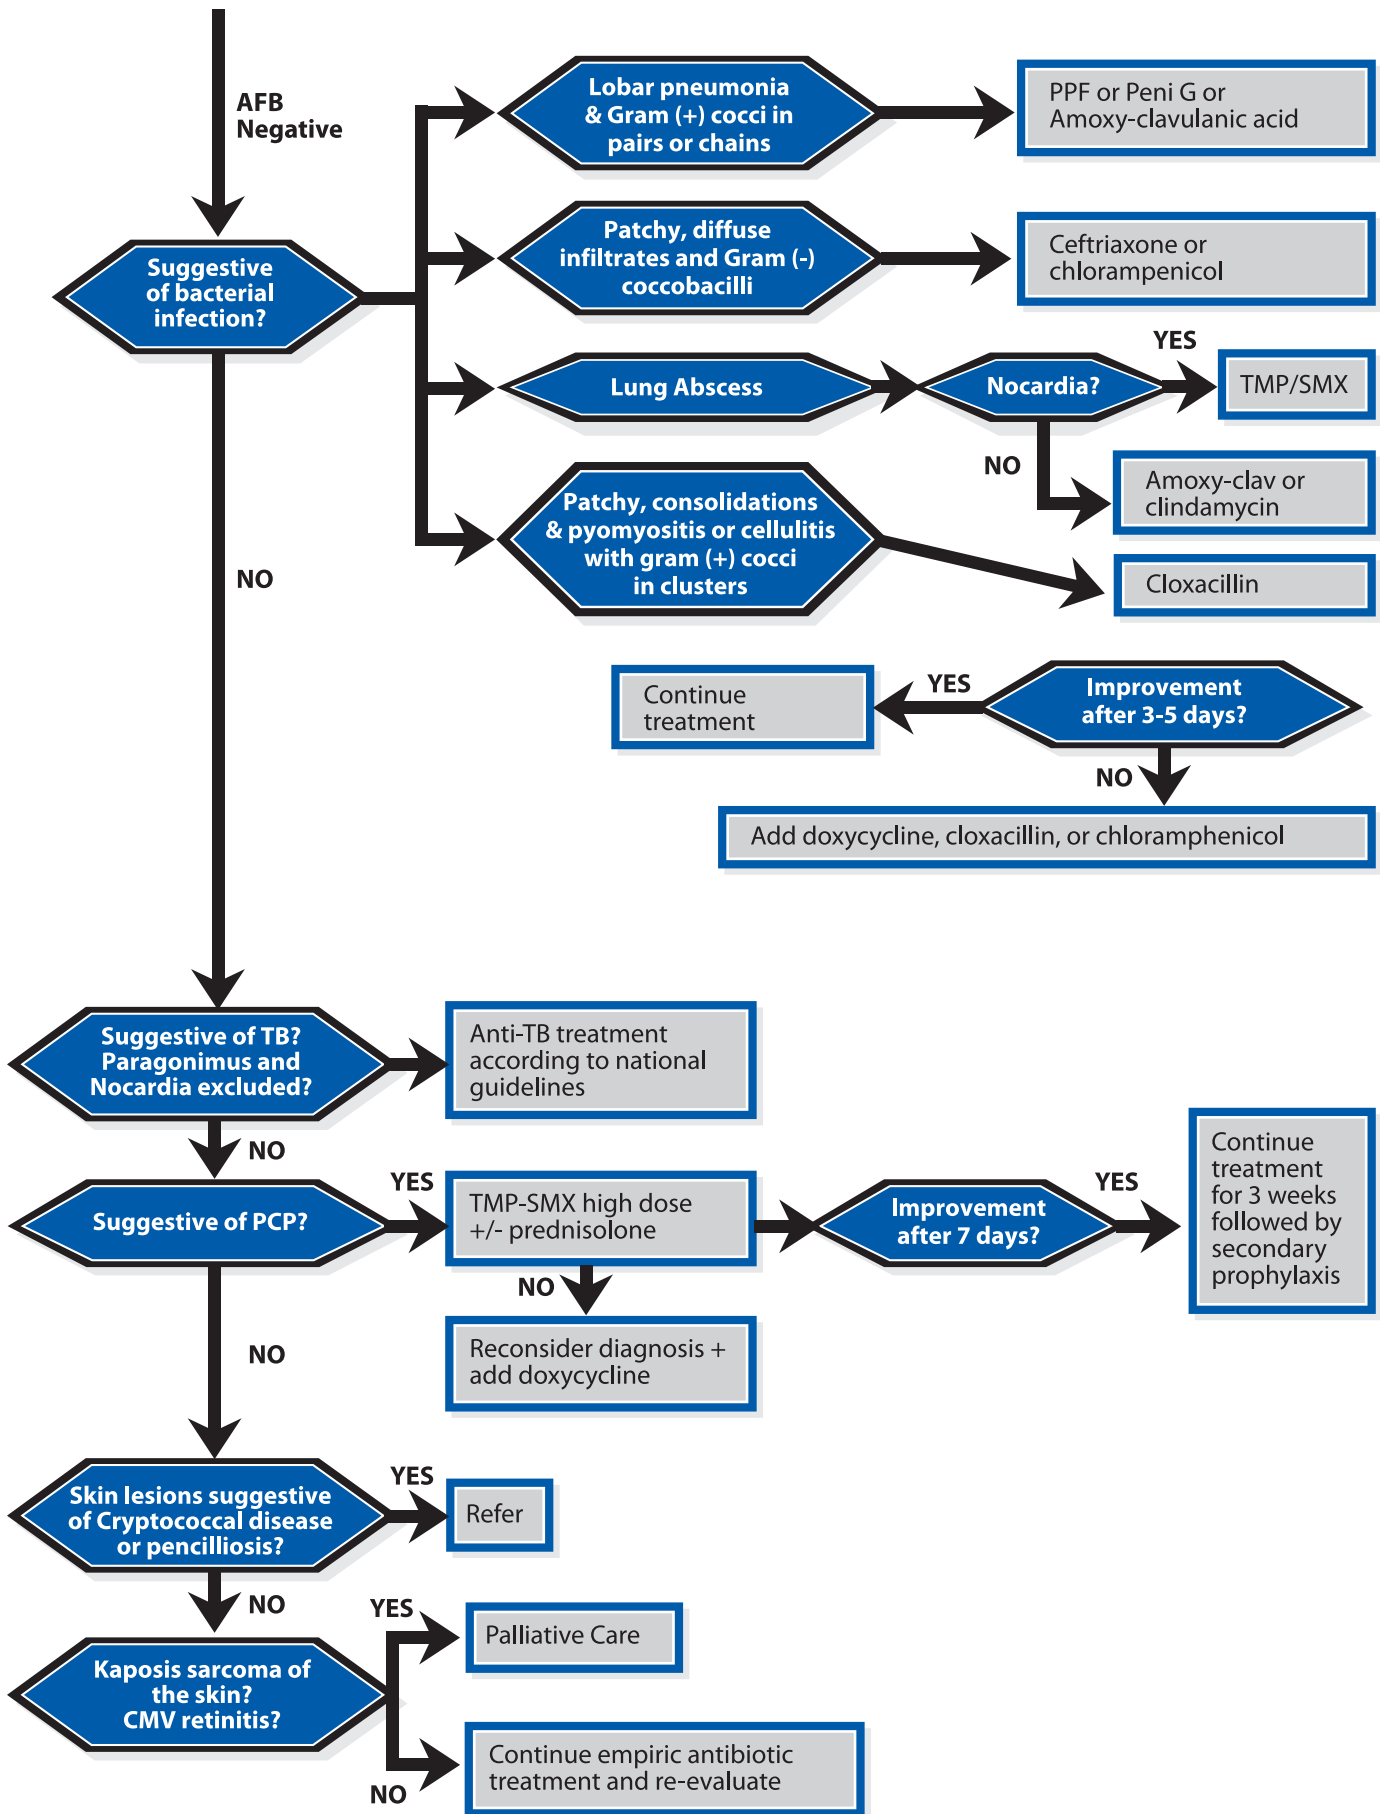 AFB
Negative
Suggestive
of bacterial
infection?
Lobar pneumonia
& Gram (+) cocci in
pairs or chains
PPF or Peni G or
Amoxy-clavulanic acid
Patchy, diffuse
infiltrates and Gram (-)
coccobacilli
Ceftriaxone or
chlorampenicol
Lung Abscess
Nocardia?
YES
TMP/SMX
NO
Amoxy-clav or
clindamycin
Patchy, consolidations
& pyomyositis or cellulitis
with gram (+) cocci
in clusters
Cloxacillin
NO
Improvement
after 3-5 days?
YES
Continue
treatment
NO
Add doxycycline, cloxacillin, or chloramphenicol
Suggestive of TB?
Paragonimus and
Nocardia excluded?
Anti-TB treatment
according to national
guidelines
NO
Suggestive of PCP?
YES
TMP-SMX high dose
+/- prednisolone
Improvement
after 7 days?
YES
Continue
treatment
for 3 weeks
followed by
secondary
prophylaxis
NO
Reconsider diagnosis +
add doxycycline
NO
Skin lesions suggestive
of Cryptococcal disease
or pencilliosis?
YES
Refer
NO
Kaposis sarcoma of
the skin?
CMV retinitis?
YES
Palliative Care
NO
Continue empiric antibiotic
treatment and re-evaluate